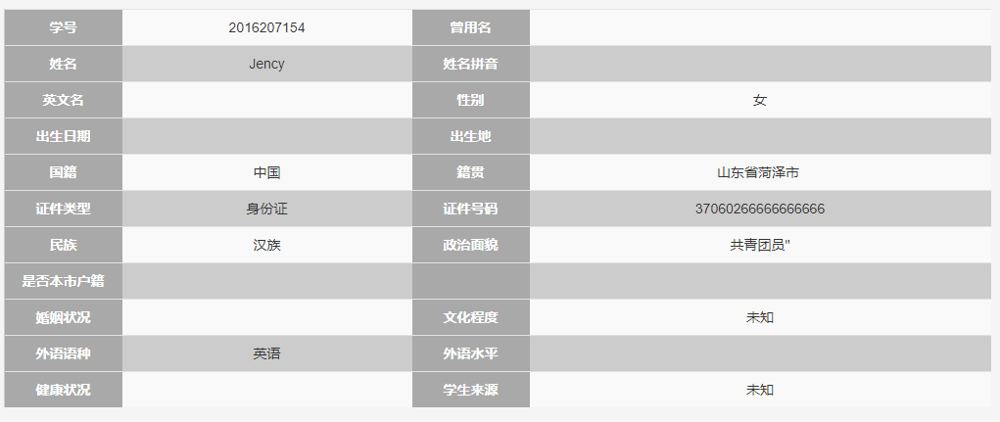 学号 2016207154 曾用名
姓名 Jency 姓名拼音
英文名 性别 女
出生日期 出生地
国籍 中国 籍贯 山东省菏泽市
证件类型 身份证 证件号码 37060266666666666
民族 汉族 政治面貌 共青团员"
是否本市户籍
婚姻状况 文化程度 未知
外语语种 英语 外语水平
健康状况 学生来源 未知